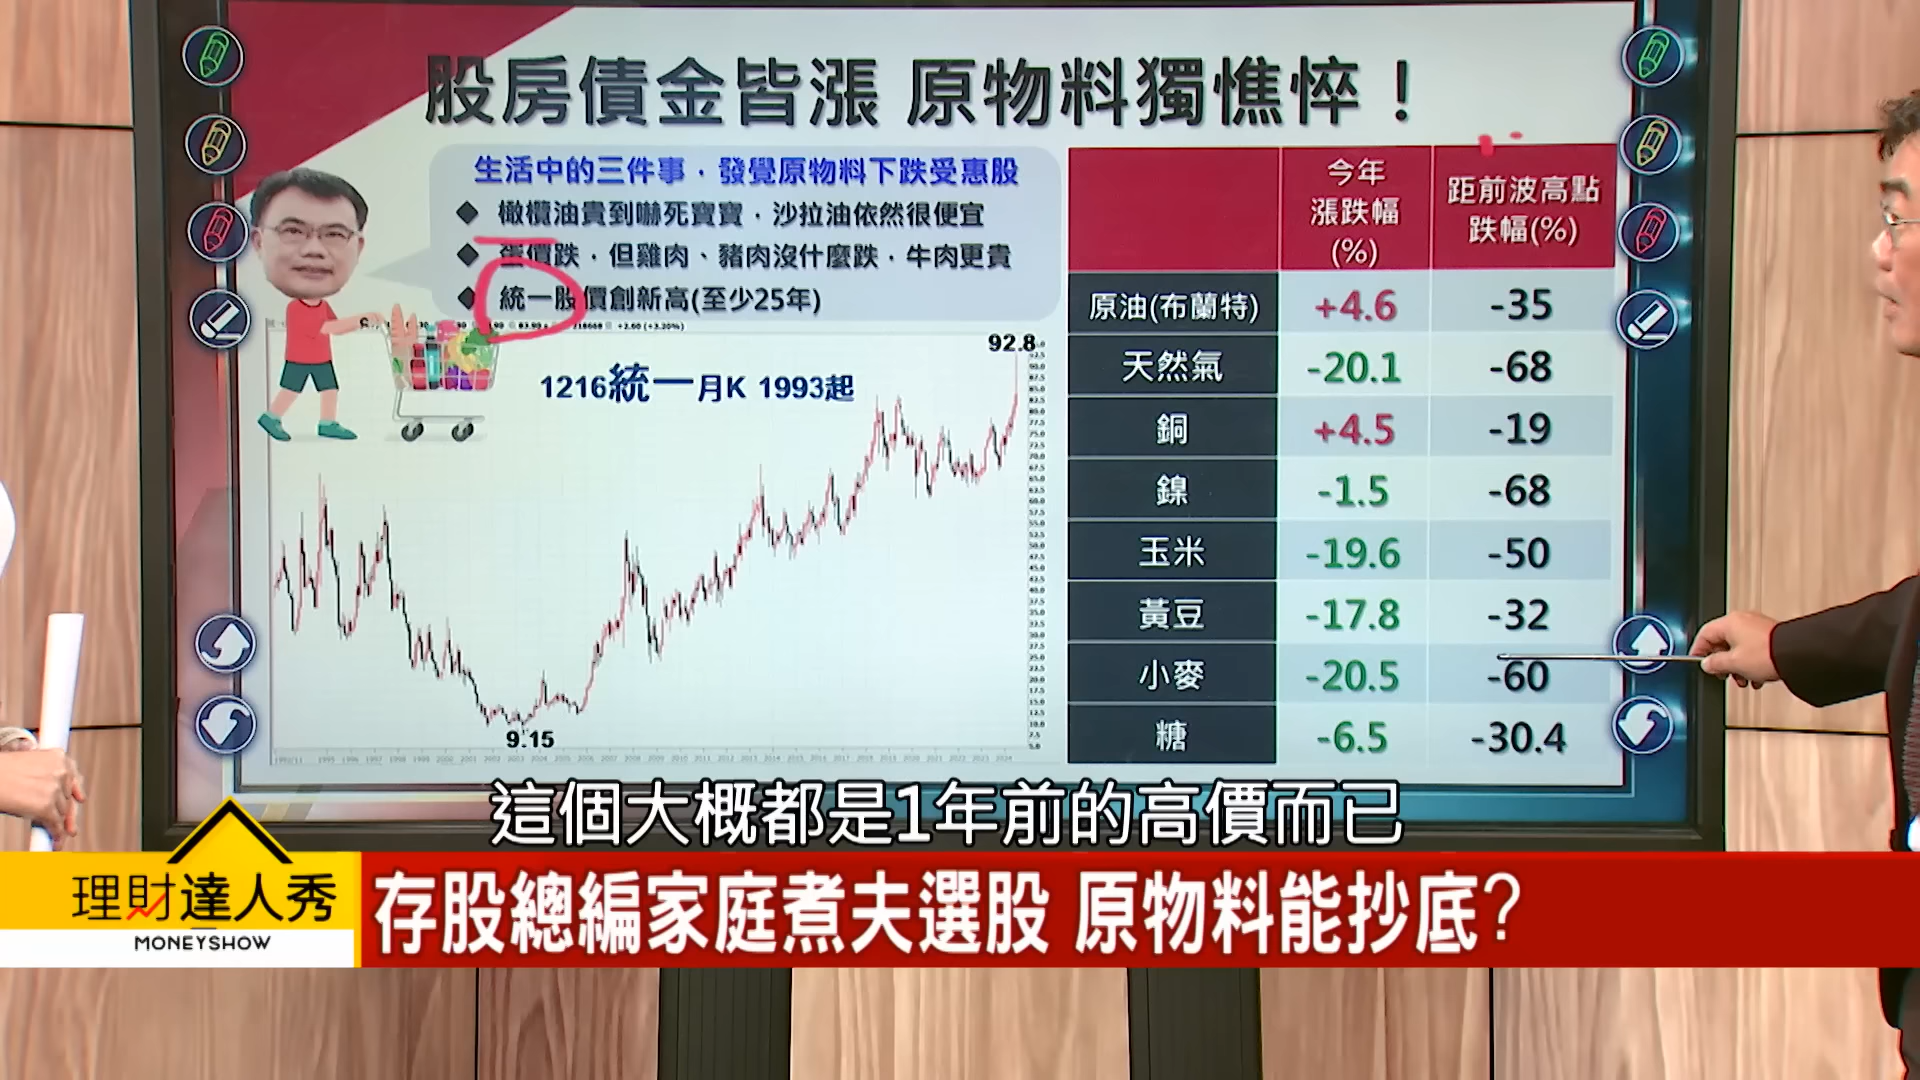 股房債金皆漲 原物料獨憔悴！
生活中的三件事，發覺原物料下跌受惠股
◆ 橄欖油貴到嚇死寶寶，沙拉油依然很便宜
◆ 蛋價跌，但雞肉、豬肉沒什麼跌，牛肉更貴
◆ 統一股價創新高(至少25年)
1216統一月K 1993起
92.8
9.15
今年漲跌幅(%) 距前波高點跌幅(%)
原油(布蘭特) +4.6 -35
天然氣 -20.1 -68
銅 +4.5 -19
鎳 -1.5 -68
玉米 -19.6 -50
黃豆 -17.8 -32
小麥 -20.5 -60
糖 -6.5 -30.4
這個大概都是1年前的高價而已
理財達人秀
MONEYSHOW
存股總編家庭煮夫選股 原物料能抄底?